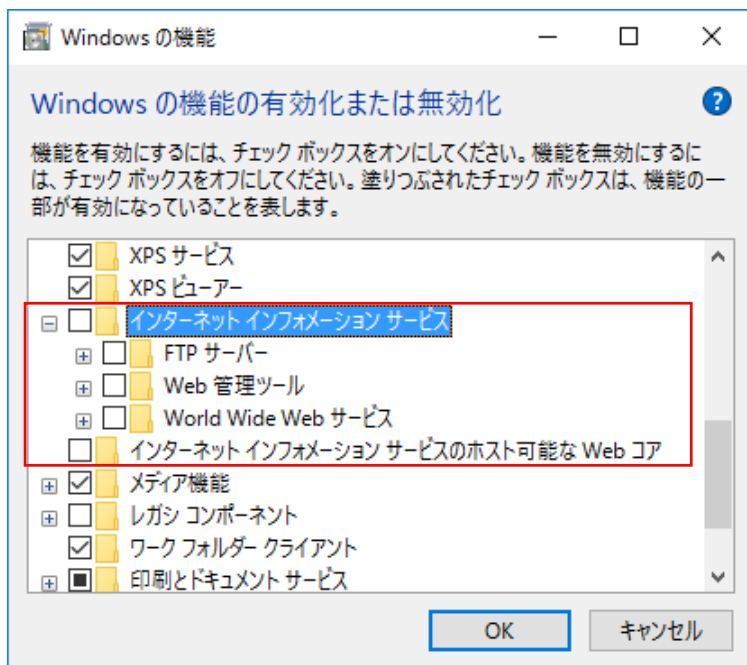 Windows の機能
Windows の機能の有効化または無効化
機能を有効にするには、チェック ボックスをオンにしてください。機能を無効にするに
は、チェック ボックスをオフにしてください。塗りつぶされたチェック ボックスは、機能の一
部が有効になっていることを表します。
XPS サービス
XPS ビューアー
インターネット インフォメーション サービス
FTP サーバー
Web 管理ツール
World Wide Web サービス
インターネット インフォメーション サービスのホスト可能な Web コア
メディア機能
レガシ コンポーネント
ワーク フォルダー クライアント
印刷とドキュメント サービス
OK
キャンセル